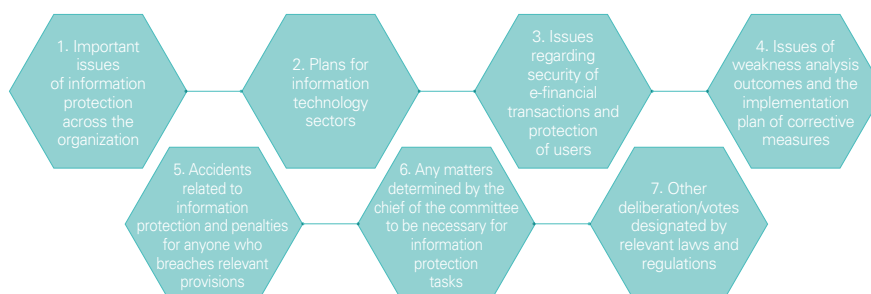 1. Important
issues
of information
protection
across the
organization
2. Plans for
information
technology
sectors
3. Issues
regarding
security of
e-financial
transactions and
protection
of users
4. Issues of
weakness analysis
outcomes and the
implementation
plan of corrective
measures
5. Accidents
related to
information
protection and penalties
for anyone who
breaches relevant
provisions
6. Any matters
determined by the
chief of the committee
to be necessary for
information
protection
tasks
7. Other
deliberation/votes
designated by
relevant laws and
regulations